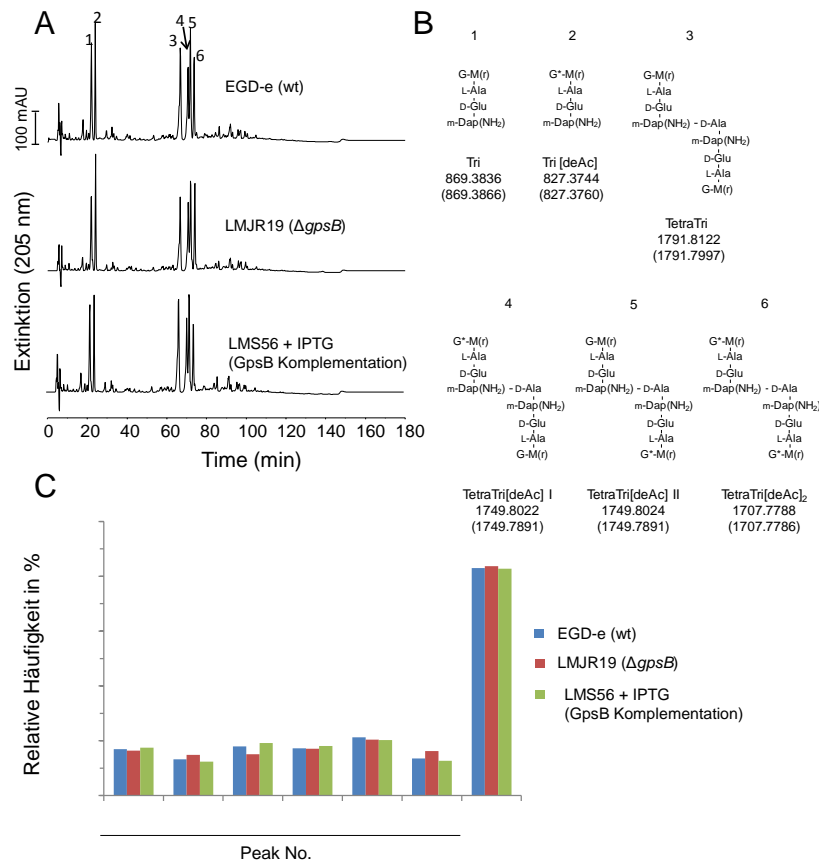 A
1
2
3
4
5
6
EGD-e (wt)
LMJR19 (ΔgpsB)
LMS56 + IPTG
(GpsB Komplementation)
100 mAU
Extinktion (205 nm)
0 20 40 60 80 100 120 140 160 180
Time (min)
B
1 2 3
G-M(r)
L-Ala
D-Glu
m-Dap(NH₂)
Tri
869.3836
(869.3866)
G*-M(r)
L-Ala
D-Glu
m-Dap(NH₂)
Tri [deAc]
827.3744
(827.3760)
G-M(r)
L-Ala
D-Glu
m-Dap(NH₂) - D-Ala
m-Dap(NH₂)
D-Glu
L-Ala
G-M(r)
TetraTri
1791.8122
(1791.7997)
4 5 6
G*-M(r)
L-Ala
D-Glu
m-Dap(NH₂) - D-Ala
m-Dap(NH₂)
D-Glu
L-Ala
G-M(r)
TetraTri[deAc] I
1749.8022
(1749.7891)
G-M(r)
L-Ala
D-Glu
m-Dap(NH₂) - D-Ala
m-Dap(NH₂)
D-Glu
L-Ala
G*-M(r)
TetraTri[deAc] II
1749.8024
(1749.7891)
G*-M(r)
L-Ala
D-Glu
m-Dap(NH₂) - D-Ala
m-Dap(NH₂)
D-Glu
L-Ala
G*-M(r)
TetraTri[deAc]₂
1707.7788
(1707.7786)
C
Relative Häufigkeit in %
Peak No.
EGD-e (wt)
LMJR19 (ΔgpsB)
LMS56 + IPTG
(GpsB Komplementation)